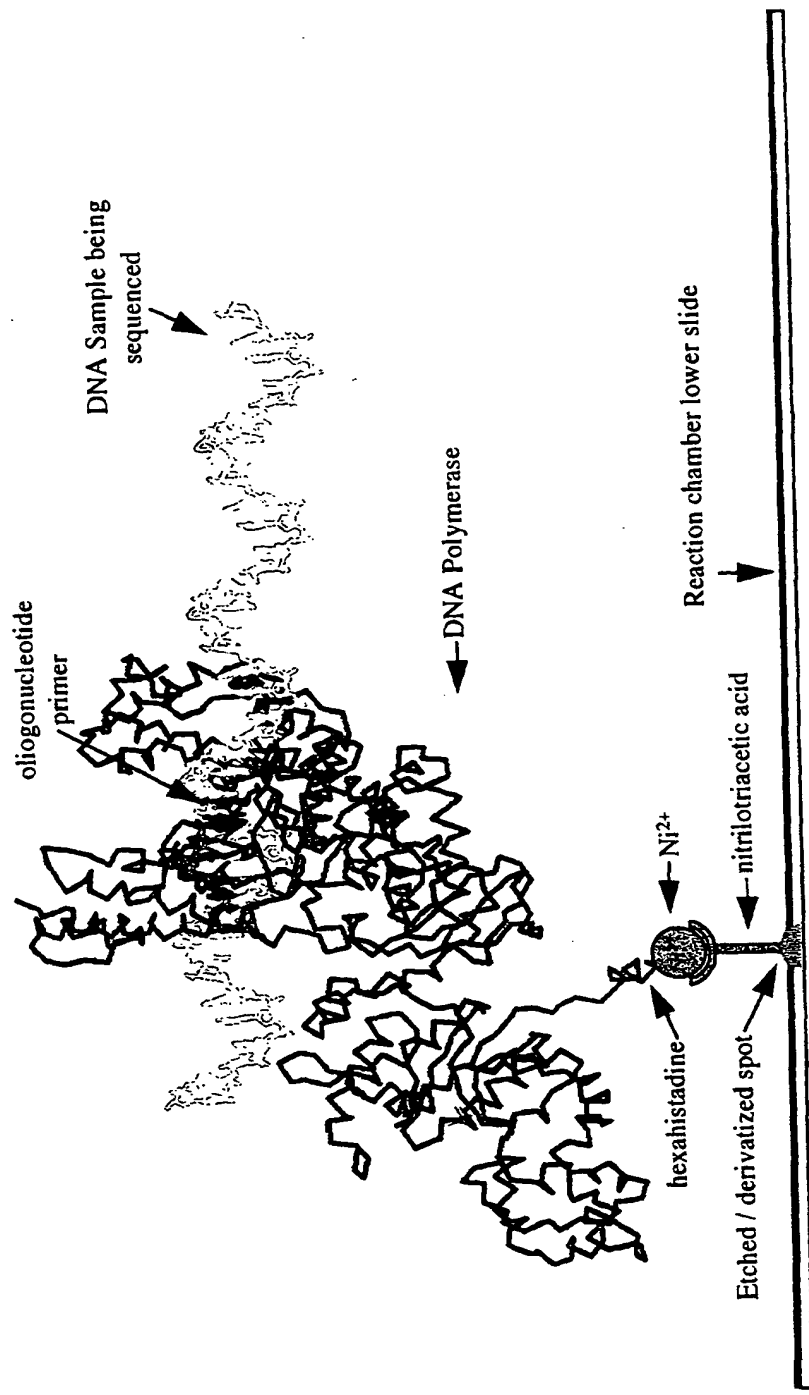 DNA Sample being
sequenced
oliogonucleotide
primer
DNA Polymerase
Reaction chamber lower slide
Ni2+
nitrilotriacetic acid
hexahistadine
Etched / derivatized spot